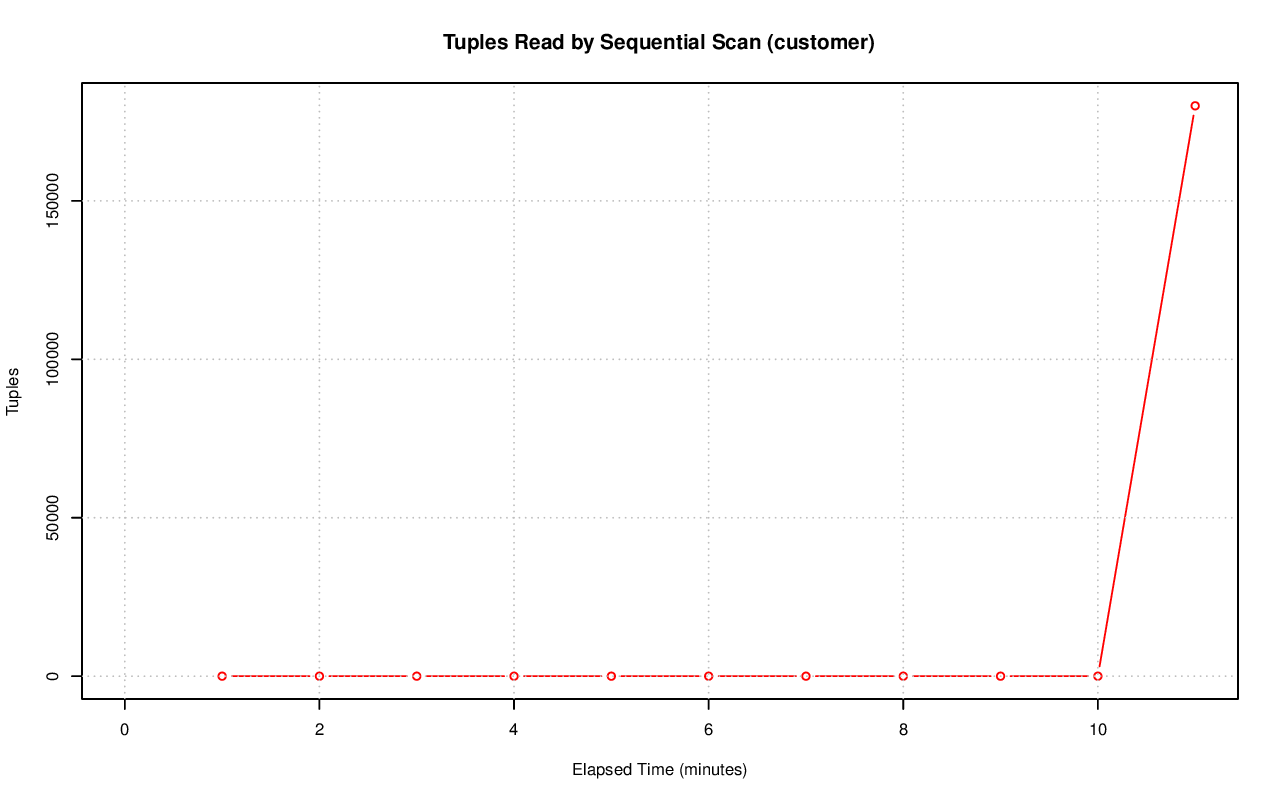 Tuples Read by Sequential Scan (customer)
Tuples
150000
100000
50000
0
0 2 4 6 8 10
Elapsed Time (minutes)